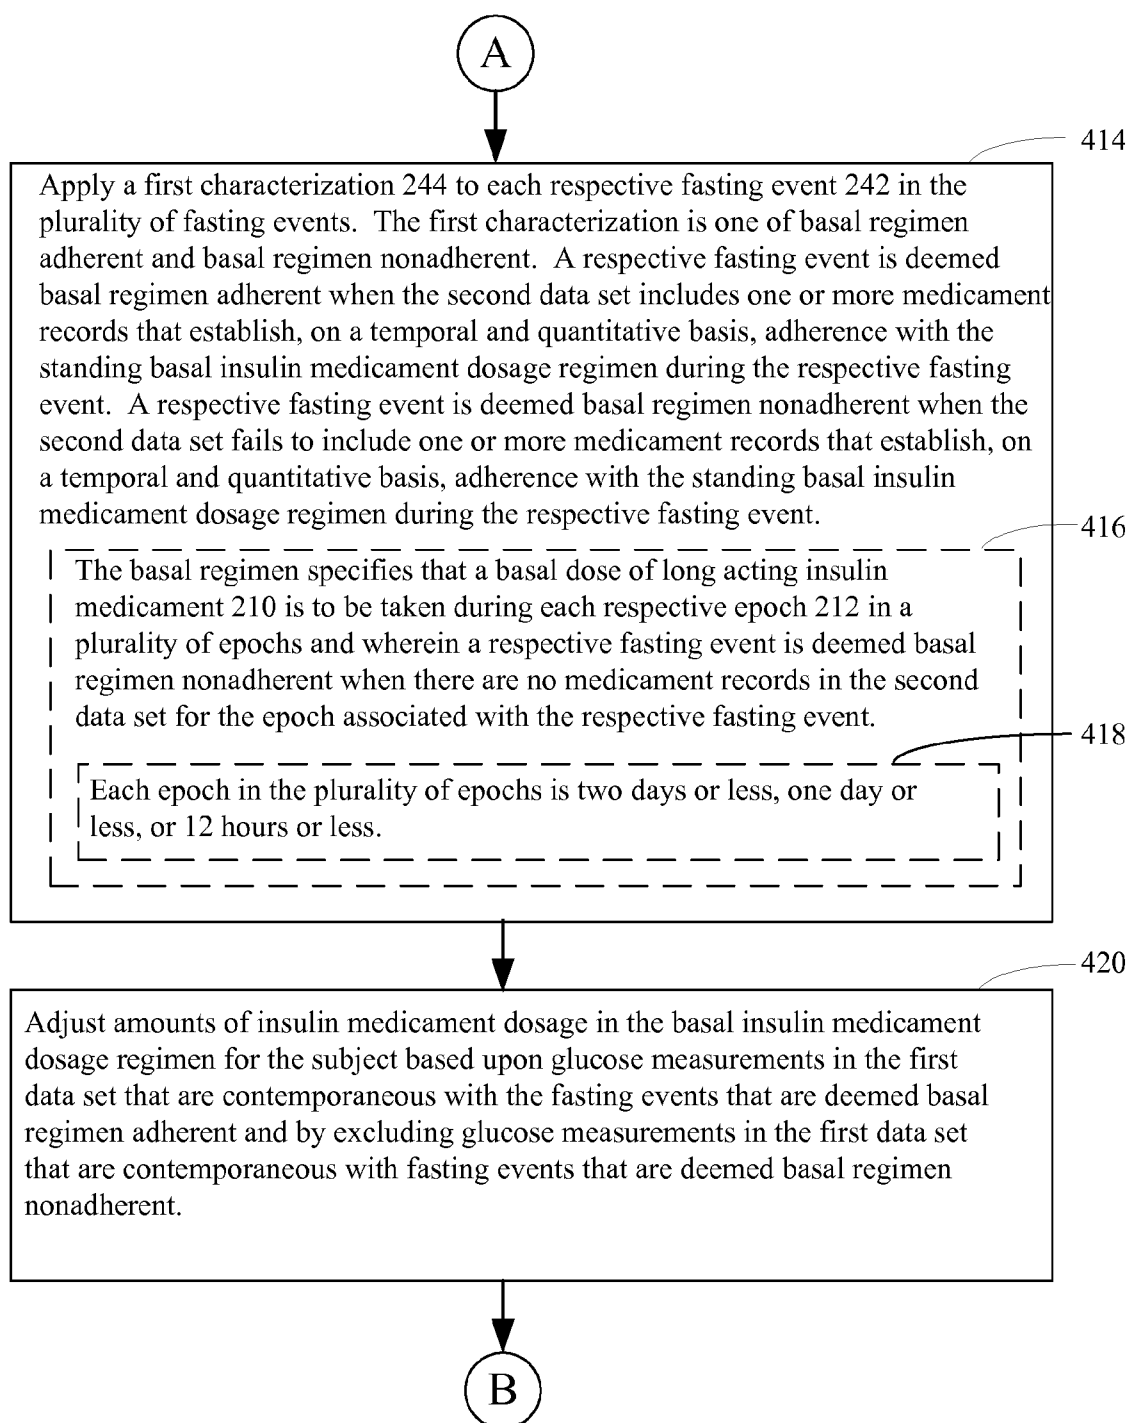 A
414
Apply a first characterization 244 to each respective fasting event 242 in the
plurality of fasting events.  The first characterization is one of basal regimen
adherent and basal regimen nonadherent.  A respective fasting event is deemed
basal regimen adherent when the second data set includes one or more medicament
records that establish, on a temporal and quantitative basis, adherence with the
standing basal insulin medicament dosage regimen during the respective fasting
event.  A respective fasting event is deemed basal regimen nonadherent when the
second data set fails to include one or more medicament records that establish, on
a temporal and quantitative basis, adherence with the standing basal insulin
medicament dosage regimen during the respective fasting event.
416
The basal regimen specifies that a basal dose of long acting insulin
medicament 210 is to be taken during each respective epoch 212 in a
plurality of epochs and wherein a respective fasting event is deemed basal
regimen nonadherent when there are no medicament records in the second
data set for the epoch associated with the respective fasting event.
418
Each epoch in the plurality of epochs is two days or less, one day or
less, or 12 hours or less.
420
Adjust amounts of insulin medicament dosage in the basal insulin medicament
dosage regimen for the subject based upon glucose measurements in the first
data set that are contemporaneous with the fasting events that are deemed basal
regimen adherent and by excluding glucose measurements in the first data set
that are contemporaneous with fasting events that are deemed basal regimen
nonadherent.
B